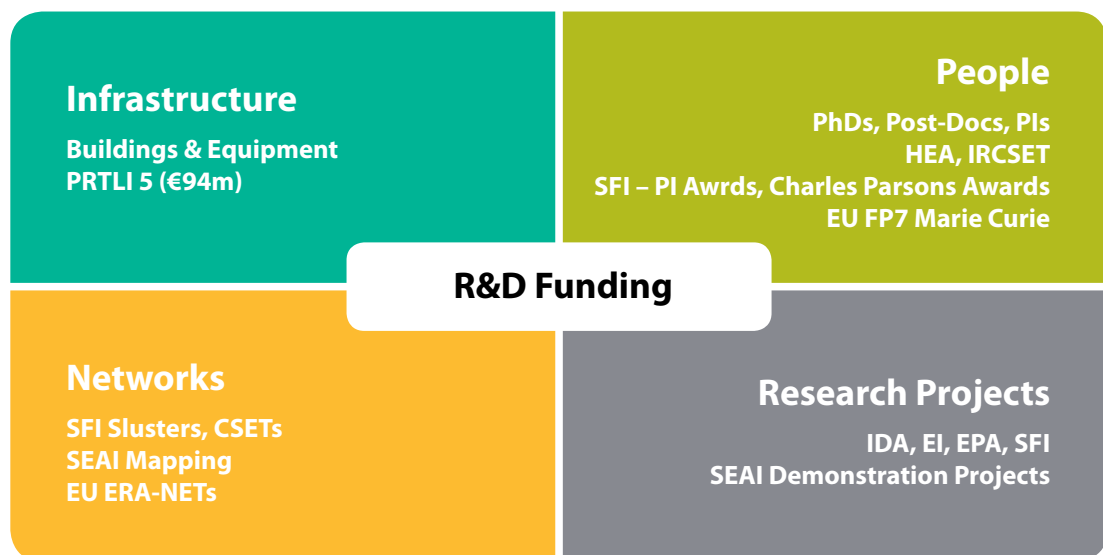 Infrastructure
Buildings & Equipment
PRTLI 5 (€94m)
People
PhDs, Post-Docs, PIs
HEA, IRCSET
SFI – PI Awrds, Charles Parsons Awards
EU FP7 Marie Curie
R&D Funding
Networks
SFI Slusters, CSETs
SEAI Mapping
EU ERA-NETs
Research Projects
IDA, EI, EPA, SFI
SEAI Demonstration Projects